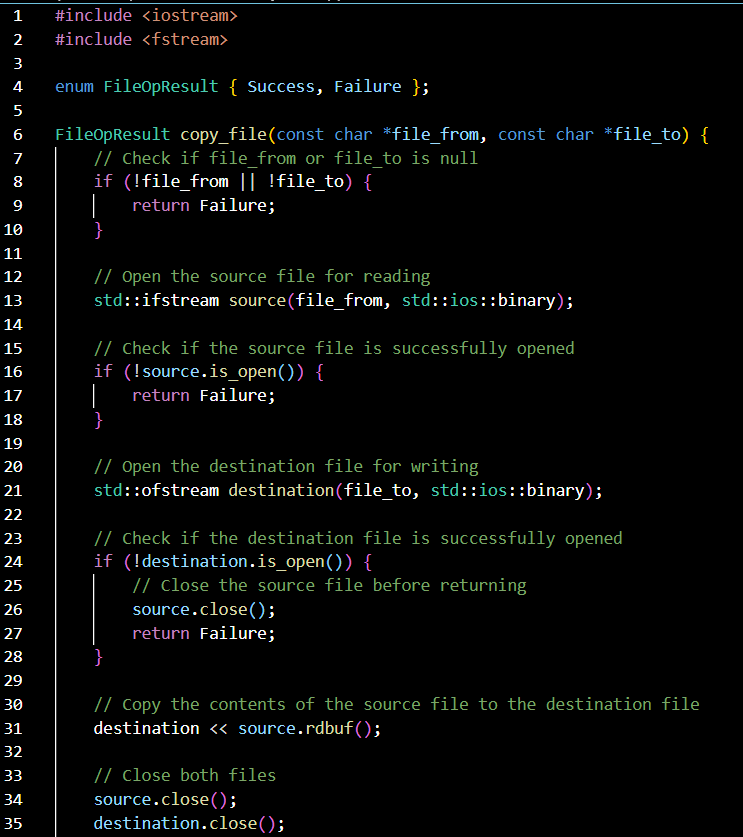 1 #include <iostream>
2 #include <fstream>
3
4 enum FileOpResult { Success, Failure };
5
6 FileOpResult copy_file(const char *file_from, const char *file_to) {
7     // Check if file_from or file_to is null
8     if (!file_from || !file_to) {
9         return Failure;
10     }
11
12     // Open the source file for reading
13     std::ifstream source(file_from, std::ios::binary);
14
15     // Check if the source file is successfully opened
16     if (!source.is_open()) {
17         return Failure;
18     }
19
20     // Open the destination file for writing
21     std::ofstream destination(file_to, std::ios::binary);
22
23     // Check if the destination file is successfully opened
24     if (!destination.is_open()) {
25         // Close the source file before returning
26         source.close();
27         return Failure;
28     }
29
30     // Copy the contents of the source file to the destination file
31     destination << source.rdbuf();
32
33     // Close both files
34     source.close();
35     destination.close();